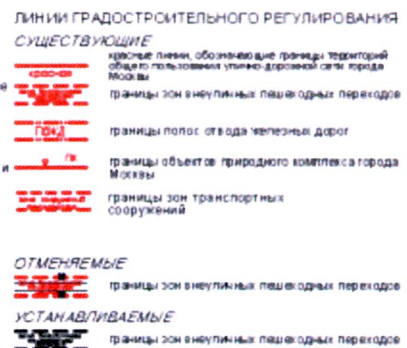 ЛИНИИ ГРАДОСТРОИТЕЛЬНОГО РЕГУЛИРОВАНИЯ
СУЩЕСТВУЮЩИЕ
красные линии, обозначающие границы территорий
общего пользования улично-дорожной сети города
Москвы
красная
границы зон внеуличных пешеходных переходов
границы полос отвода железных дорог
ПК
границы объектов природного комплекса города
Москвы
границы зон транспортных
сооружений
ОТМЕНЯЕМЫЕ
границы зон внеуличных пешеходных переходов
УСТАНАВЛИВАЕМЫЕ
границы зон внеуличных пешеходных переходов